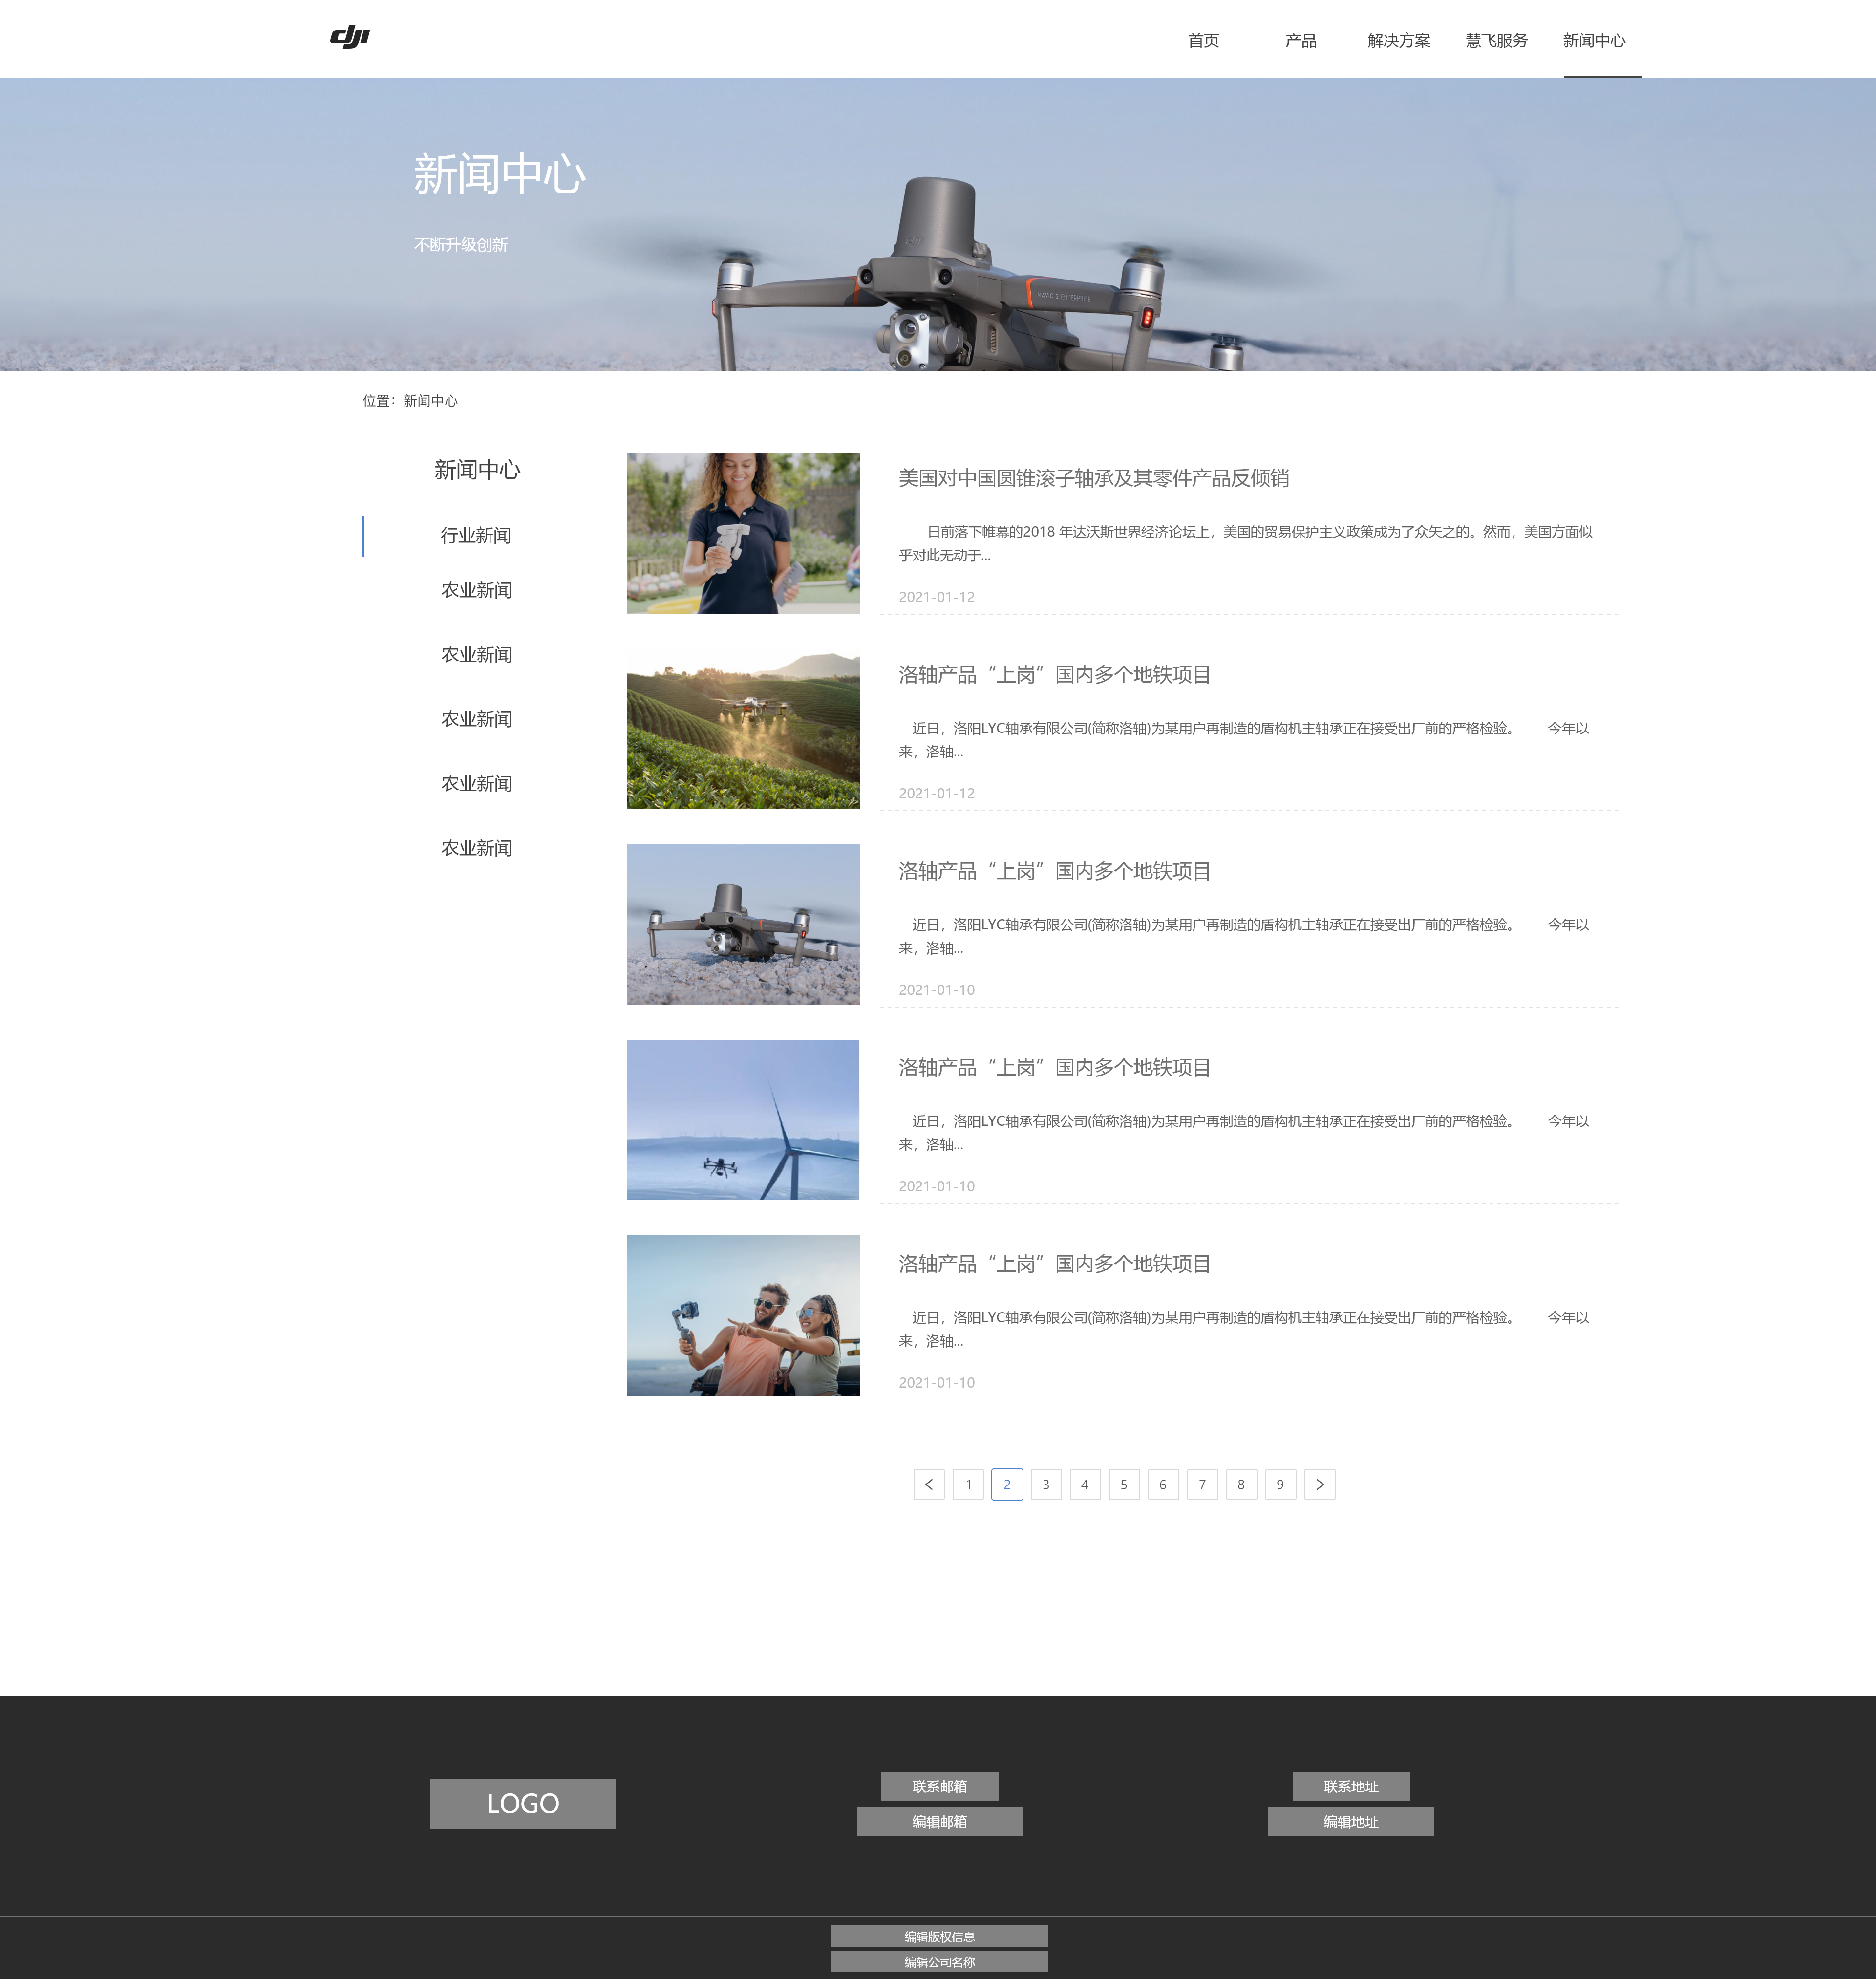 dji
首页 产品 解决方案 慧飞服务 新闻中心
新闻中心
不断升级创新
MAVIC 2 ENTERPRISE
位置：新闻中心
新闻中心
行业新闻
农业新闻
农业新闻
农业新闻
农业新闻
农业新闻
美国对中国圆锥滚子轴承及其零件产品反倾销
日前落下帷幕的2018 年达沃斯世界经济论坛上，美国的贸易保护主义政策成为了众矢之的。然而，美国方面似
乎对此无动于...
2021-01-12
洛轴产品“上岗”国内多个地铁项目
近日，洛阳LYC轴承有限公司(简称洛轴)为某用户再制造的盾构机主轴承正在接受出厂前的严格检验。 今年以
来，洛轴...
2021-01-12
洛轴产品“上岗”国内多个地铁项目
近日，洛阳LYC轴承有限公司(简称洛轴)为某用户再制造的盾构机主轴承正在接受出厂前的严格检验。 今年以
来，洛轴...
2021-01-10
洛轴产品“上岗”国内多个地铁项目
近日，洛阳LYC轴承有限公司(简称洛轴)为某用户再制造的盾构机主轴承正在接受出厂前的严格检验。 今年以
来，洛轴...
2021-01-10
洛轴产品“上岗”国内多个地铁项目
近日，洛阳LYC轴承有限公司(简称洛轴)为某用户再制造的盾构机主轴承正在接受出厂前的严格检验。 今年以
来，洛轴...
2021-01-10
1 2 3 4 5 6 7 8 9
LOGO
联系邮箱
编辑邮箱
联系地址
编辑地址
编辑版权信息
编辑公司名称